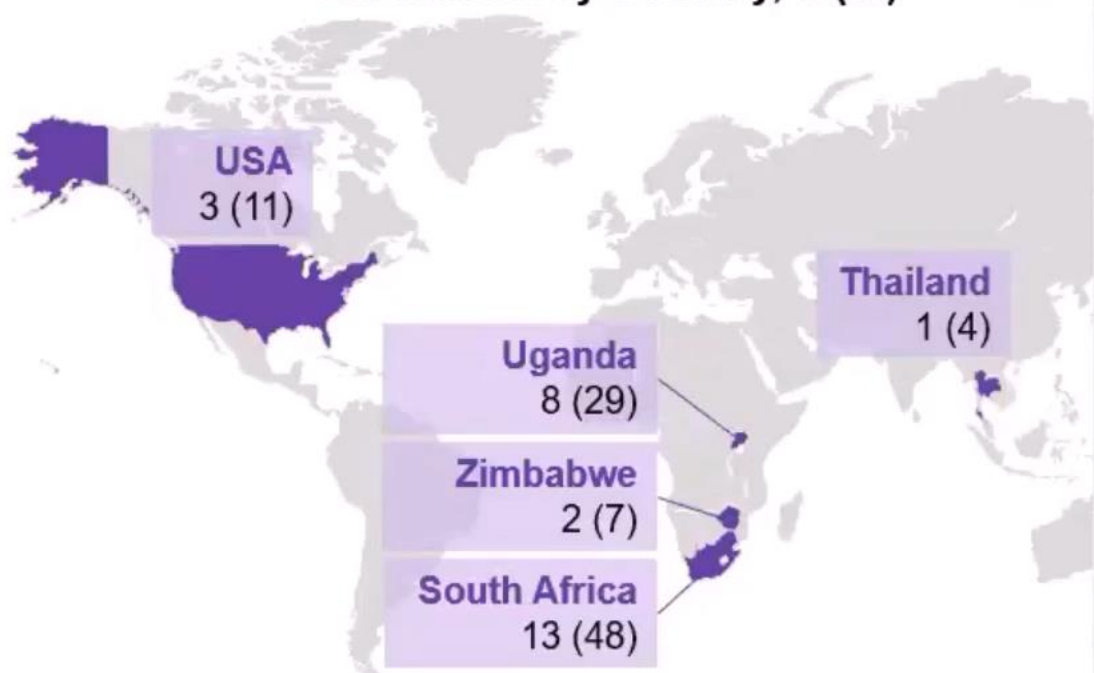 USA
3 (11)
Thailand
1 (4)
Uganda
8 (29)
Zimbabwe
2 (7)
South Africa
13 (48)